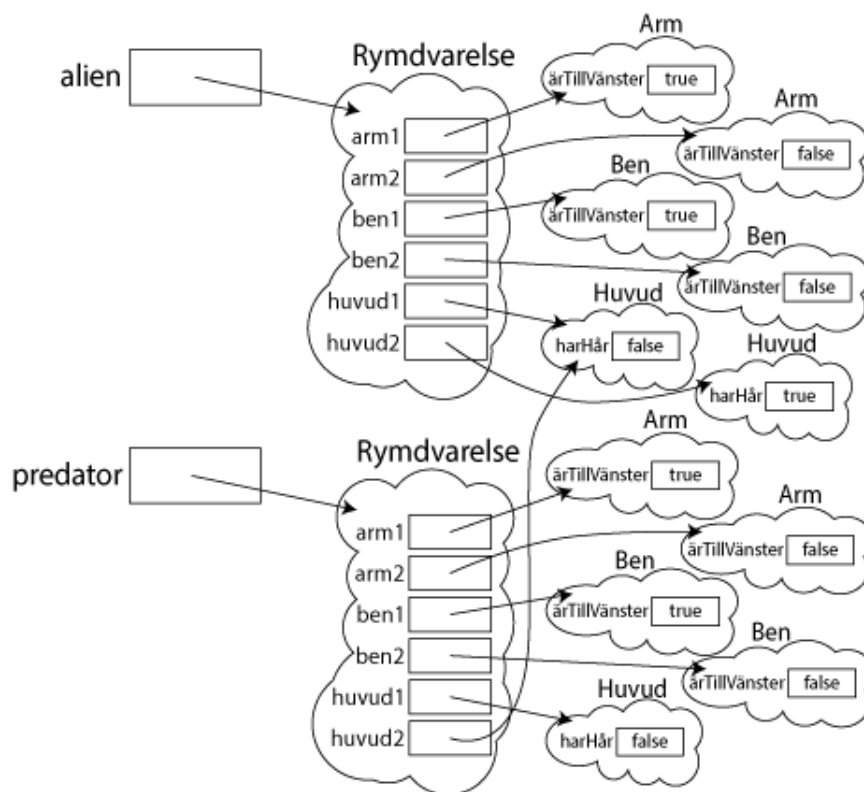 Arm
Rymdvarelse
alien
ärTillVänster true
Arm
arm1
ärTillVänster false
arm2
Ben
ben1
ärTillVänster true
Ben
ben2
ärTillVänster false
Huvud
huvud1
harHår false
huvud2
Huvud
harHår true
Arm
Rymdvarelse
predator
ärTillVänster true
Arm
arm1
ärTillVänster false
arm2
Ben
ben1
ärTillVänster true
Ben
ben2
ärTillVänster false
Huvud
huvud1
huvud2
harHår false